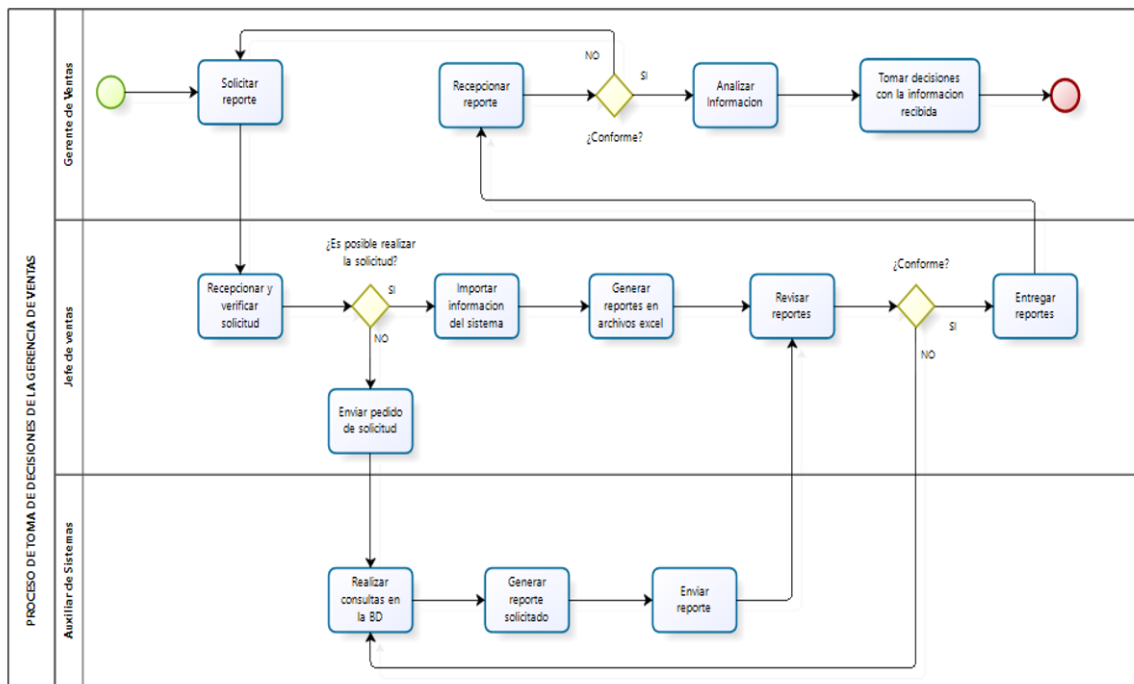 PROCESO DE TOMA DE DECISIONES DE LA GERENCIA DE VENTAS
Gerente de Ventas
Solicitar
reporte
Recepcionar
reporte
NO
SI
¿Conforme?
Analizar
Informacion
Tomar decisiones
con la informacion
recibida
Jefe de ventas
Recepcionar y
verificar
solicitud
¿Es posible realizar
la solicitud?
SI
NO
Importar
informacion
del sistema
Generar
reportes en
archivos excel
Revisar
reportes
¿Conforme?
SI
NO
Entregar
reportes
Enviar pedido
de solicitud
Auxiliar de Sistemas
Realizar
consultas en
la BD
Generar
reporte
solicitado
Enviar
reporte